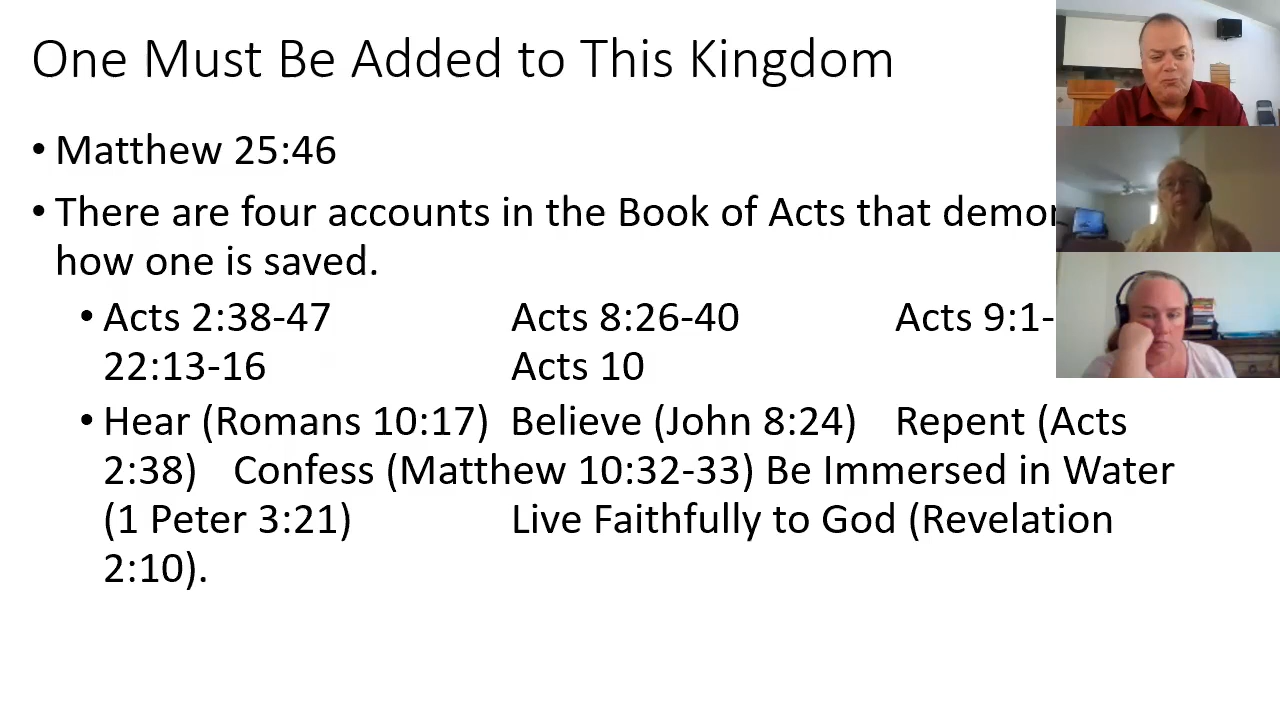 One Must Be Added to This Kingdom
• Matthew 25:46
• There are four accounts in the Book of Acts that
how one is saved.
• Acts 2:38-47 Acts 8:26-40 Acts 9:1-
22:13-16 Acts 10
• Hear (Romans 10:17) Believe (John 8:24) Repent (Acts
2:38) Confess (Matthew 10:32-33) Be Immersed in Water
(1 Peter 3:21) Live Faithfully to God (Revelation
2:10).